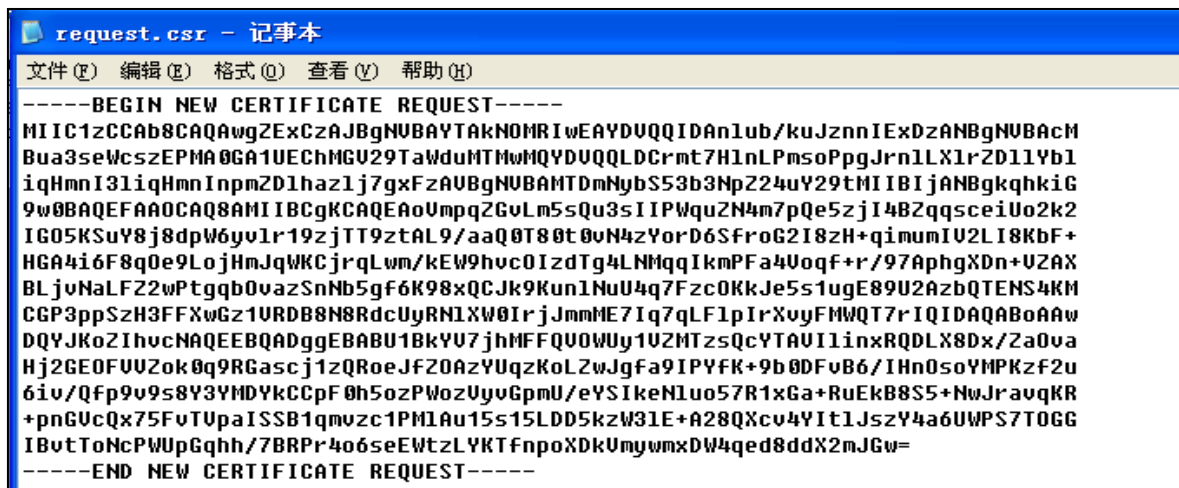 request.csr - 记事本
文件(F) 编辑(E) 格式(O) 查看(V) 帮助(H)
-----BEGIN NEW CERTIFICATE REQUEST-----
MIIC1zCCAb8CAQAwgZExCzAJBgNVBAYTAkNOMRIwEAYDVQQIDAnlub/kuJznnIExDzANBgNVBAcM
Bua3seWcszEPMA0GA1UEChMGV29TaWduMTMwMQYDVQQLDCrmt7HlnLPmsoPpgJrnlLXlrZDllYbl
iqHmnI3liqHmnInpmZDlhazlj7gxFzAVBgNVBAMTDmNybS53b3NpZ24uY29tMIIBIjANBgkqhkiG
9w0BAQEFAAOCAQ8AMIIBCgKCAQEAoVmpqZGvLm5sQu3sIIPWquZN4m7pQe5zjI4BZqqsceiUo2k2
IGO5KSuY8j8dpW6yvlr19zjTT9ztAL9/aaQ0T80t0vN4zYorD6SfroG2I8zH+qimumIV2LI8KbF+
HGA4i6F8qOe9LojHmJqWKCjrqLwm/kEW9hvcOIzdTg4LNMqqIkmPFa4Voqf+r/97AphgXDn+VZAX
BLjvNaLFZ2wPtgqbOvazSnNb5gf6K98xQCJk9KunlNuU4q7FzcOKkJe5s1ugE89U2AzbQTENS4KM
CGP3ppSzH3FFXwGz1VRDB8N8RdcUyRNlXW0IrjJmmME7Iq7qLFlpIrXvyFMWQT7rIQIDAQABoAAw
DQYJKoZIhvcNAQEEBQADggEBABU1BkYV7jhMFFQVOWUy1VZMTzsQcYTAVIlinxRQDLX8Dx/ZaOva
Hj2GEOFVVZok0q9RGascj1zQRoeJfZOAzYUqzKoLZwJgfa9IPYfK+9b0DFvB6/IHnOsoYMPKzf2u
6iv/Qfp9v9s8Y3YMDYkCCpF0h5ozPWozVyvGpmU/eYSIkeNluo57R1xGa+RuEkB8S5+NwJravqKR
+pnGVcQx75FvTVpaISSB1qmvzc1PMlAu15s15LDD5kzW3lE+A28QXcv4YItlJszY4a6UWPS7TOGG
IBvtToNcPWUpGqhh/7BRPr4o6seEWtzLYKTfnpoXDkVmywmxDW4qed8ddX2mJGw=
-----END NEW CERTIFICATE REQUEST-----